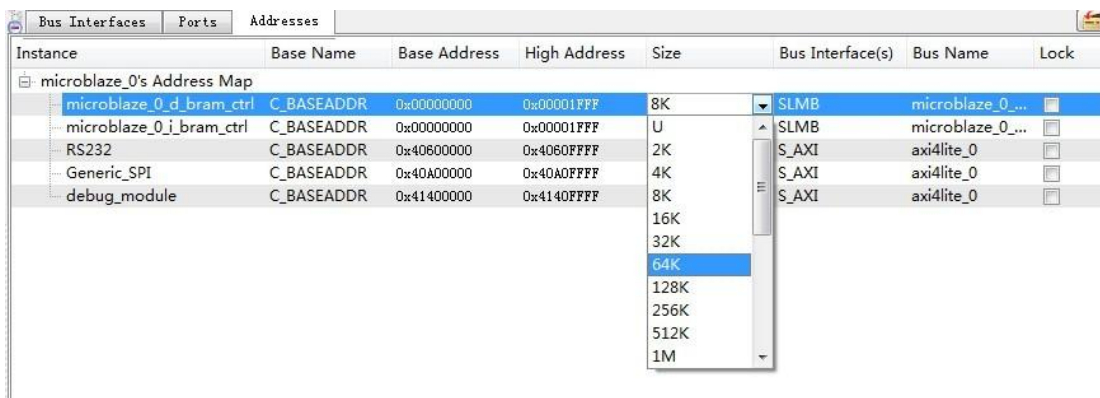 Bus Interfaces Ports Addresses
Instance Base Name Base Address High Address Size Bus Interface(s) Bus Name Lock
microblaze_0's Address Map
microblaze_0_d_bram_ctrl C_BASEADDR 0x00000000 0x00001FFF 8K SLMB microblaze_0_...
microblaze_0_i_bram_ctrl C_BASEADDR 0x00000000 0x00001FFF U SLMB microblaze_0_...
RS232 C_BASEADDR 0x40600000 0x4060FFFF 2K S_AXI axi4lite_0
Generic_SPI C_BASEADDR 0x40A00000 0x40A0FFFF 4K S_AXI axi4lite_0
debug_module C_BASEADDR 0x41400000 0x4140FFFF 8K S_AXI axi4lite_0
16K
32K
64K
128K
256K
512K
1M